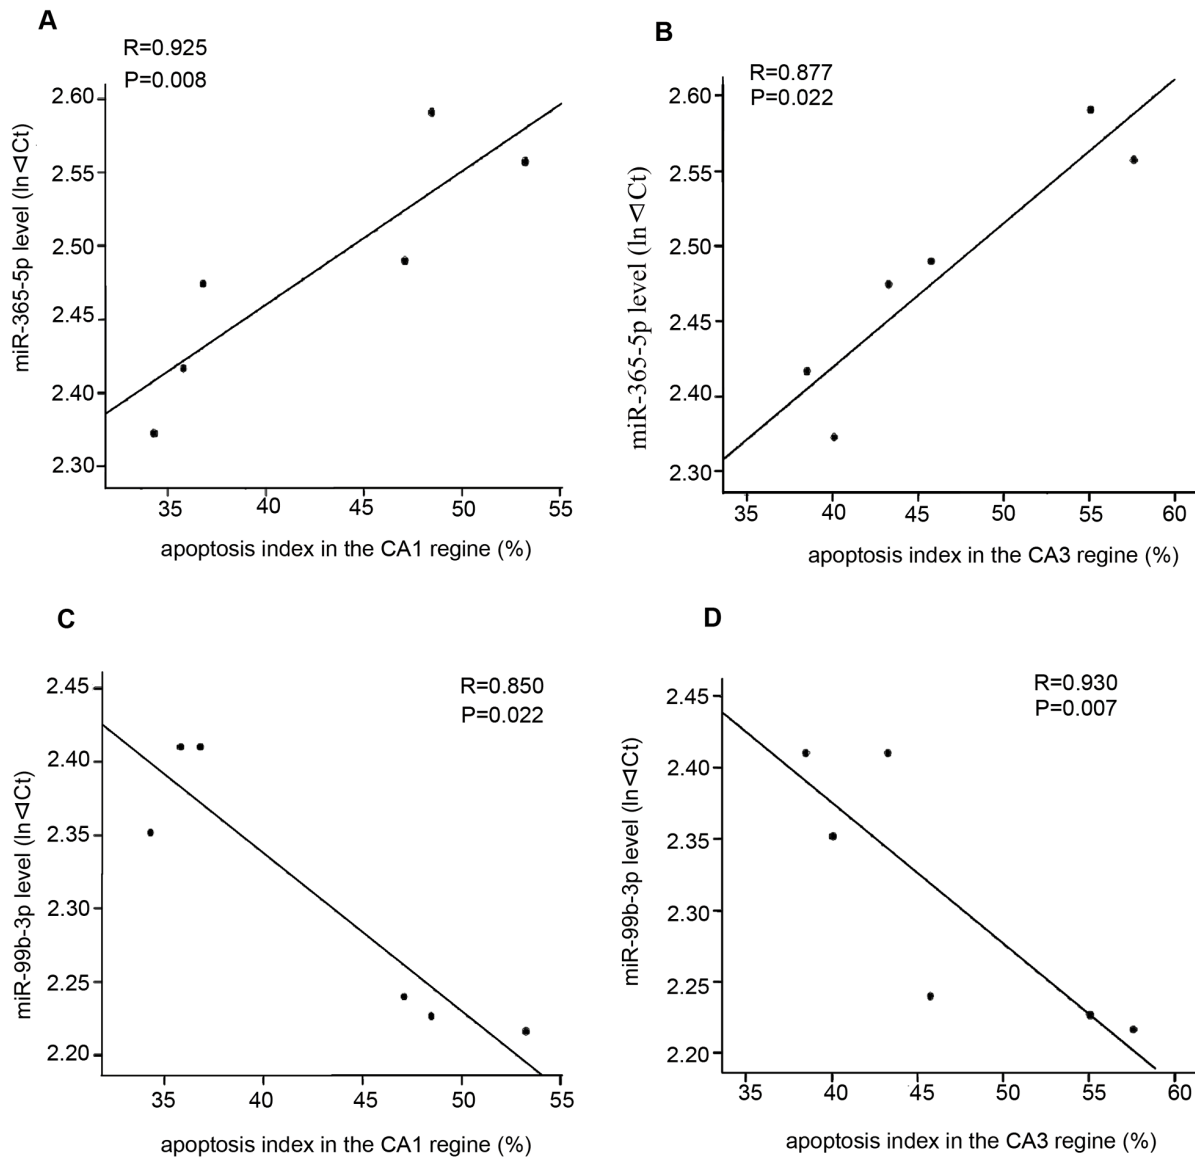 A
R=0.925
P=0.008
2.60
2.55
2.50
2.45
2.40
2.30
miR-365-5p level (ln⊲Ct)
35
40
45
50
55
apoptosis index in the CA1 regine (%)
B
R=0.877
P=0.022
2.60
2.55
2.50
2.45
2.40
2.30
miR-365-5p level (ln⊲Ct)
35
40
45
50
55
60
apoptosis index in the CA3 regine (%)
C
R=0.850
P=0.022
2.45
2.40
2.35
2.30
2.25
2.20
miR-99b-3p level (ln⊲Ct)
35
40
45
50
55
apoptosis index in the CA1 regine (%)
D
R=0.930
P=0.007
2.45
2.40
2.35
2.30
2.25
2.20
miR-99b-3p level (ln⊲Ct)
35
40
45
50
55
60
apoptosis index in the CA3 regine (%)